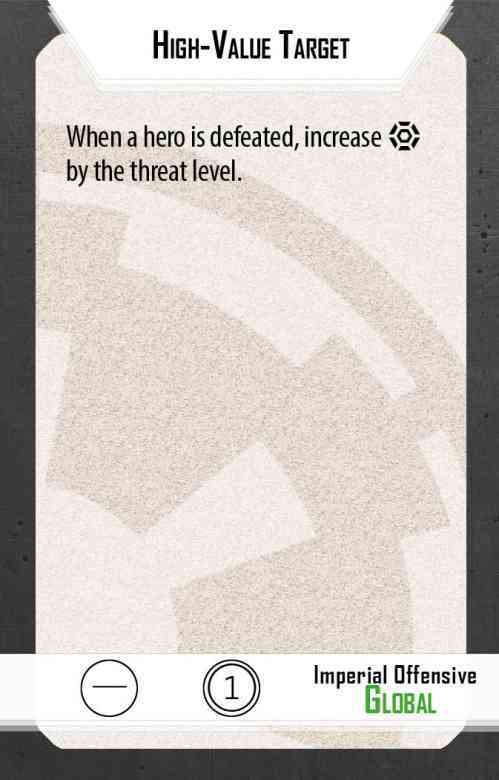 High-Value Target
When a hero is defeated, increase
by the threat level.
— 1 Imperial Offensive
Global